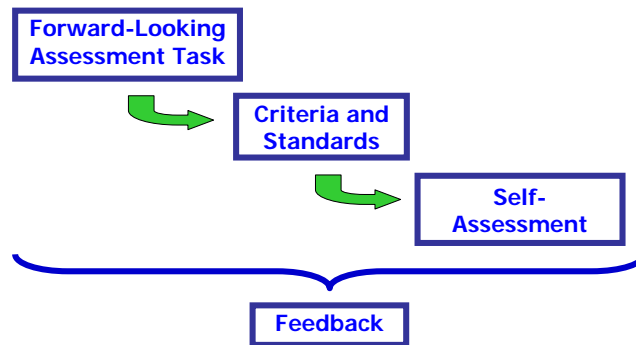 Forward-Looking
Assessment Task
Criteria and
Standards
Self-
Assessment
Feedback